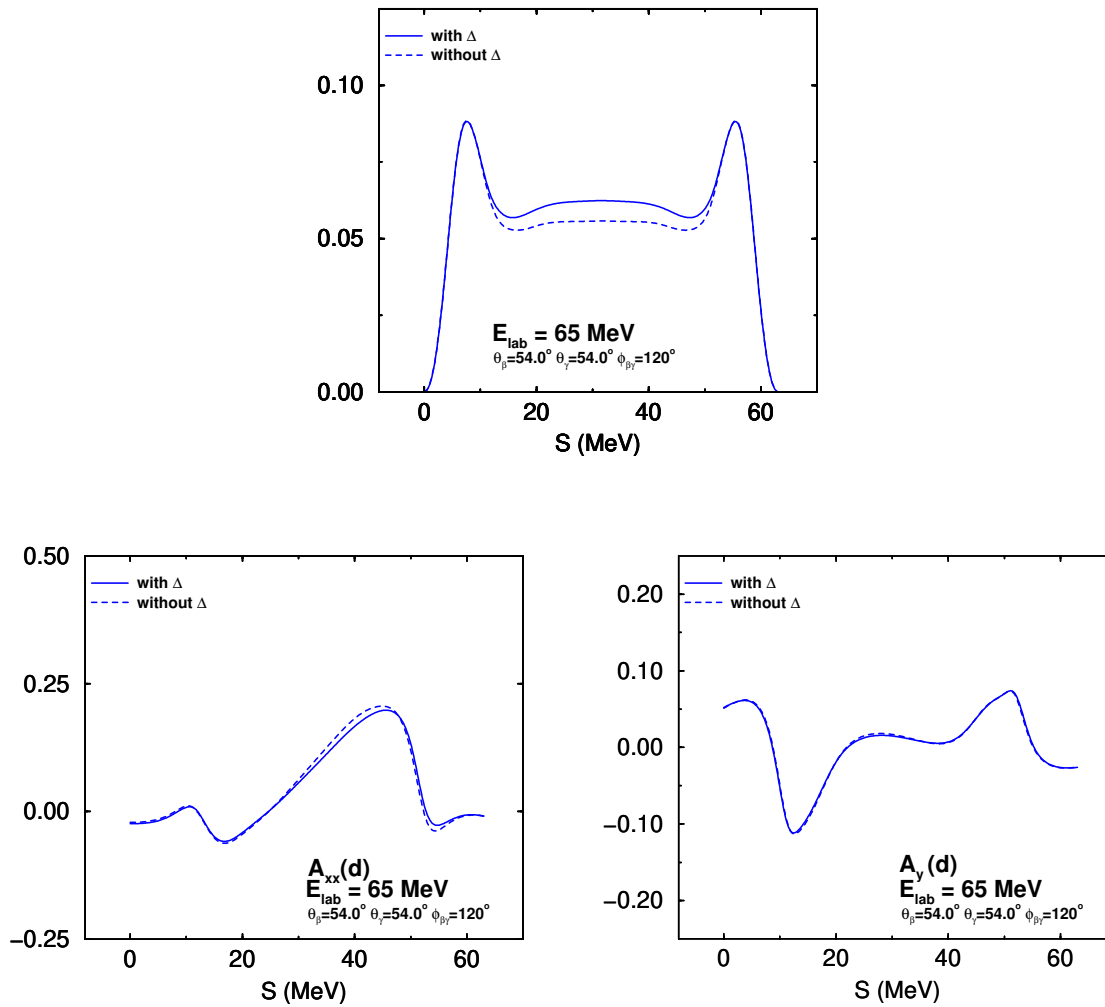 with Δ
without Δ
0.10
0.05
0.00
E_lab = 65 MeV
θ_β=54.0° θ_γ=54.0° ϕ_βγ=120°
0 20 40 60
S (MeV)
0.50
with Δ
without Δ
0.25
0.00
−0.25
A_xx(d)
E_lab = 65 MeV
θ_β=54.0° θ_γ=54.0° ϕ_βγ=120°
0 20 40 60
S (MeV)
with Δ
without Δ
0.20
0.10
0.00
−0.10
−0.20
A_y (d)
E_lab = 65 MeV
θ_β=54.0° θ_γ=54.0° ϕ_βγ=120°
0 20 40 60
S (MeV)